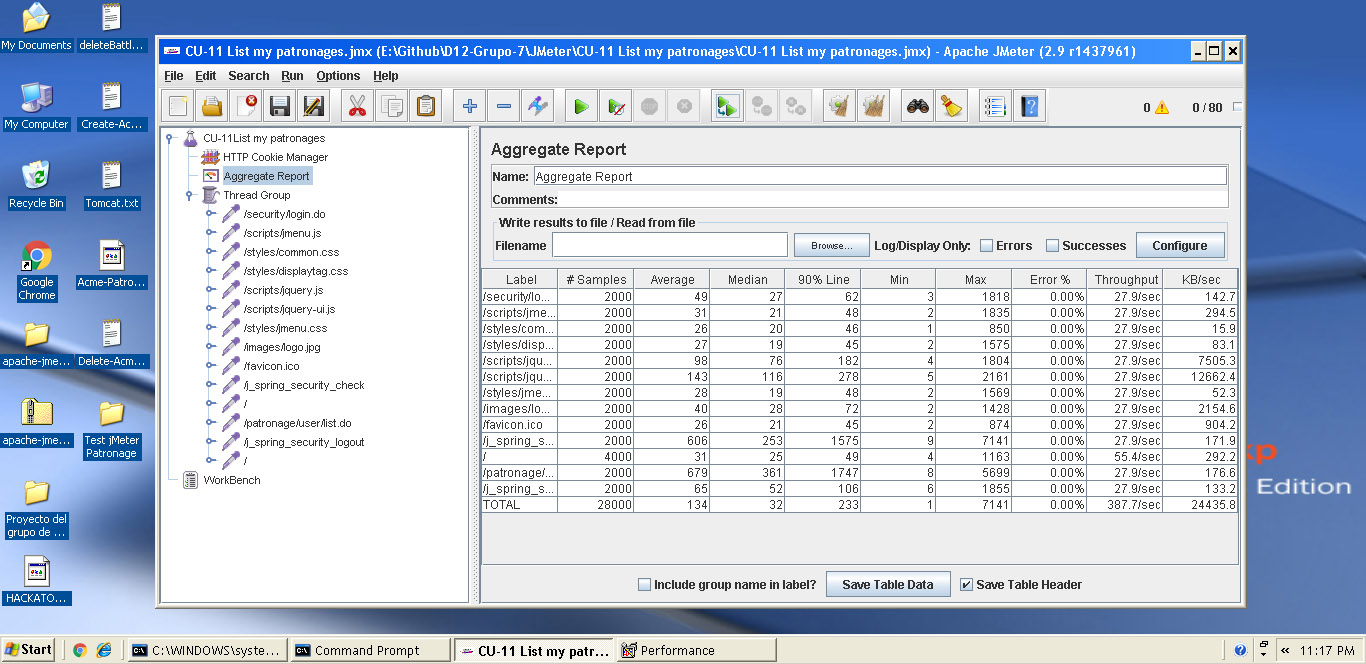 My Documents
deleteBattl...
My Computer
Create-Ac...
Recycle Bin
Tomcat.txt
Google
Chrome
Acme-Patro...
apache-jme...
Delete-Acm...
apache-jme...
Test jMeter
Patronage
Proyecto del
grupo de ...
HACKATO...
CU-11 List my patronages.jmx (E:\Github\D12-Grupo-7\JMeter\CU-11 List my patronages\CU-11 List my patronages.jmx) - Apache JMeter (2.9 r1437961)
File Edit Search Run Options Help
0 0 / 80
CU-11List my patronages
HTTP Cookie Manager
Aggregate Report
Thread Group
/security/login.do
/scripts/jmenu.js
/styles/common.css
/styles/displaytag.css
/scripts/jquery.js
/scripts/jquery-ui.js
/styles/jmenu.css
/images/logo.jpg
/favicon.ico
/j_spring_security_check
/
/patronage/user/list.do
/j_spring_security_logout
/
WorkBench
Aggregate Report
Name: Aggregate Report
Comments:
Write results to file / Read from file
Filename Browse... Log/Display Only: Errors Successes Configure
Label # Samples Average Median 90% Line Min Max Error % Throughput KB/sec
/security/lo... 2000 49 27 62 3 1818 0.00% 27.9/sec 142.7
/scripts/jme... 2000 31 21 48 2 1835 0.00% 27.9/sec 294.5
/styles/com... 2000 26 20 46 1 850 0.00% 27.9/sec 15.9
/styles/disp... 2000 27 19 45 2 1575 0.00% 27.9/sec 83.1
/scripts/jqu... 2000 98 76 182 4 1804 0.00% 27.9/sec 7505.3
/scripts/jqu... 2000 143 116 278 5 2161 0.00% 27.9/sec 12662.4
/styles/jme... 2000 28 19 48 2 1569 0.00% 27.9/sec 52.3
/images/lo... 2000 40 28 72 2 1428 0.00% 27.9/sec 2154.6
/favicon.ico 2000 26 21 45 2 874 0.00% 27.9/sec 904.2
/j_spring_s... 2000 606 253 1575 9 7141 0.00% 27.9/sec 171.9
/ 4000 31 25 49 4 1163 0.00% 55.4/sec 292.2
/patronage/... 2000 679 361 1747 8 5699 0.00% 27.9/sec 176.6
/j_spring_s... 2000 65 52 106 6 1855 0.00% 27.9/sec 133.2
TOTAL 28000 134 32 233 1 7141 0.00% 387.7/sec 24435.8
Include group name in label? Save Table Data Save Table Header
xp
Edition
Start C:\WINDOWS\syste... Command Prompt CU-11 List my patr... Performance 11:17 PM